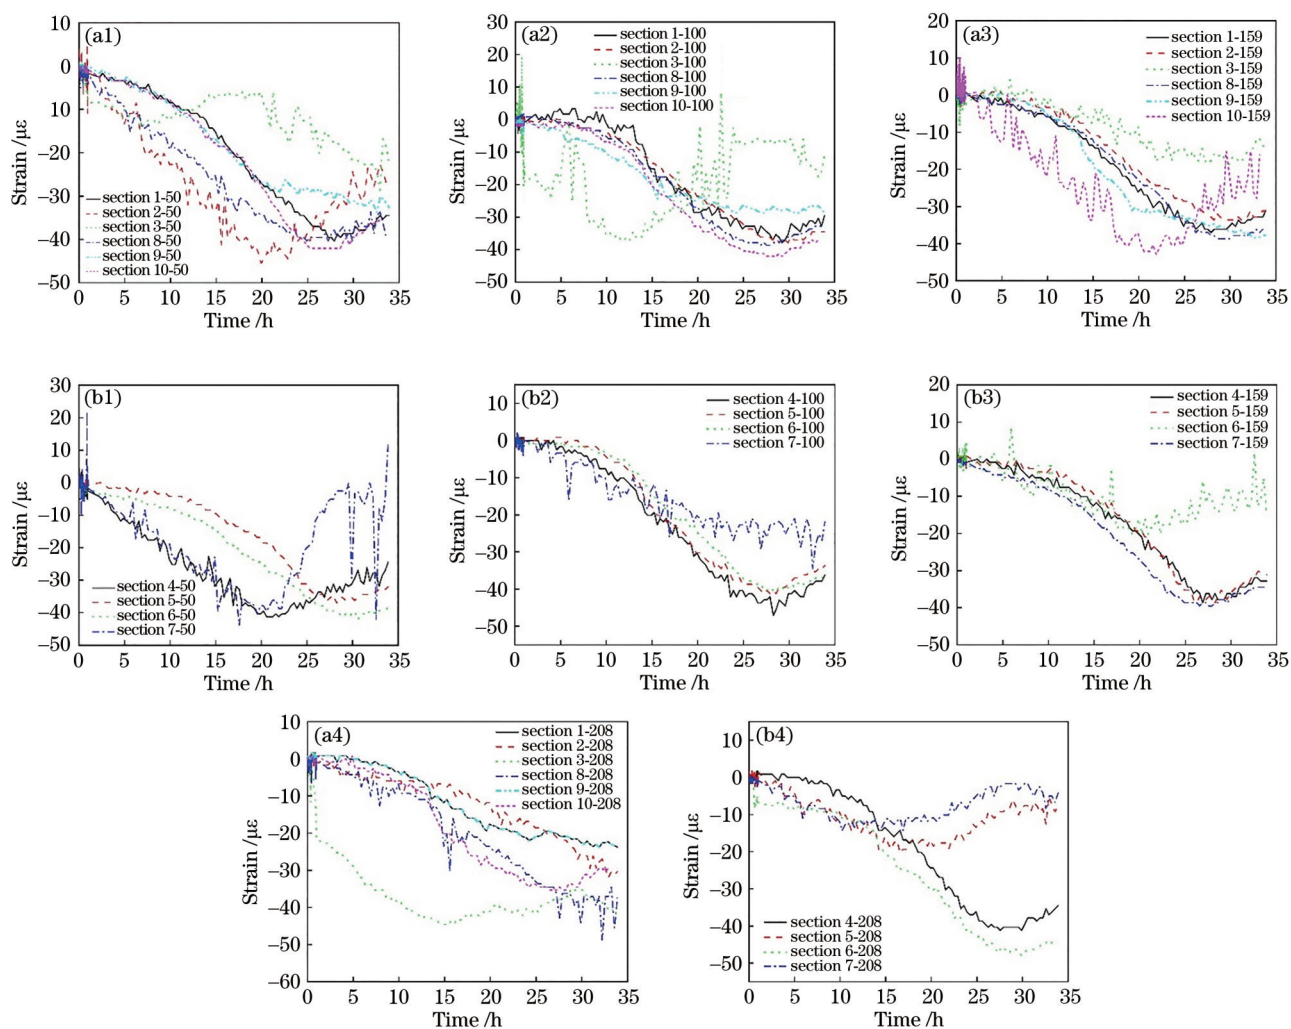 (a1)
10
0
−10
−20
−30
−40
−50
Strain /με
section 1-50
section 2-50
section 3-50
section 8-50
section 9-50
section 10-50
0 5 10 15 20 25 30 35
Time /h
(a2)
30
20
10
0
−10
−20
−30
−40
−50
Strain /με
section 1-100
section 2-100
section 3-100
section 8-100
section 9-100
section 10-100
0 5 10 15 20 25 30 35
Time /h
(a3)
20
10
0
−10
−20
−30
−40
−50
Strain /με
section 1-159
section 2-159
section 3-159
section 8-159
section 9-159
section 10-159
0 5 10 15 20 25 30 35
Time /h
(b1)
30
20
10
0
−10
−20
−30
−40
−50
Strain /με
section 4-50
section 5-50
section 6-50
section 7-50
0 5 10 15 20 25 30 35
Time /h
(b2)
10
0
−10
−20
−30
−40
−50
Strain /με
section 4-100
section 5-100
section 6-100
section 7-100
0 5 10 15 20 25 30 35
Time /h
(b3)
20
10
0
−10
−20
−30
−40
−50
Strain /με
section 4-159
section 5-159
section 6-159
section 7-159
0 5 10 15 20 25 30 35
Time /h
(a4)
10
0
−10
−20
−30
−40
−50
−60
Strain /με
section 1-208
section 2-208
section 3-208
section 8-208
section 9-208
section 10-208
0 5 10 15 20 25 30 35
Time /h
(b4)
10
0
−10
−20
−30
−40
−50
Strain /με
section 4-208
section 5-208
section 6-208
section 7-208
0 5 10 15 20 25 30 35
Time /h